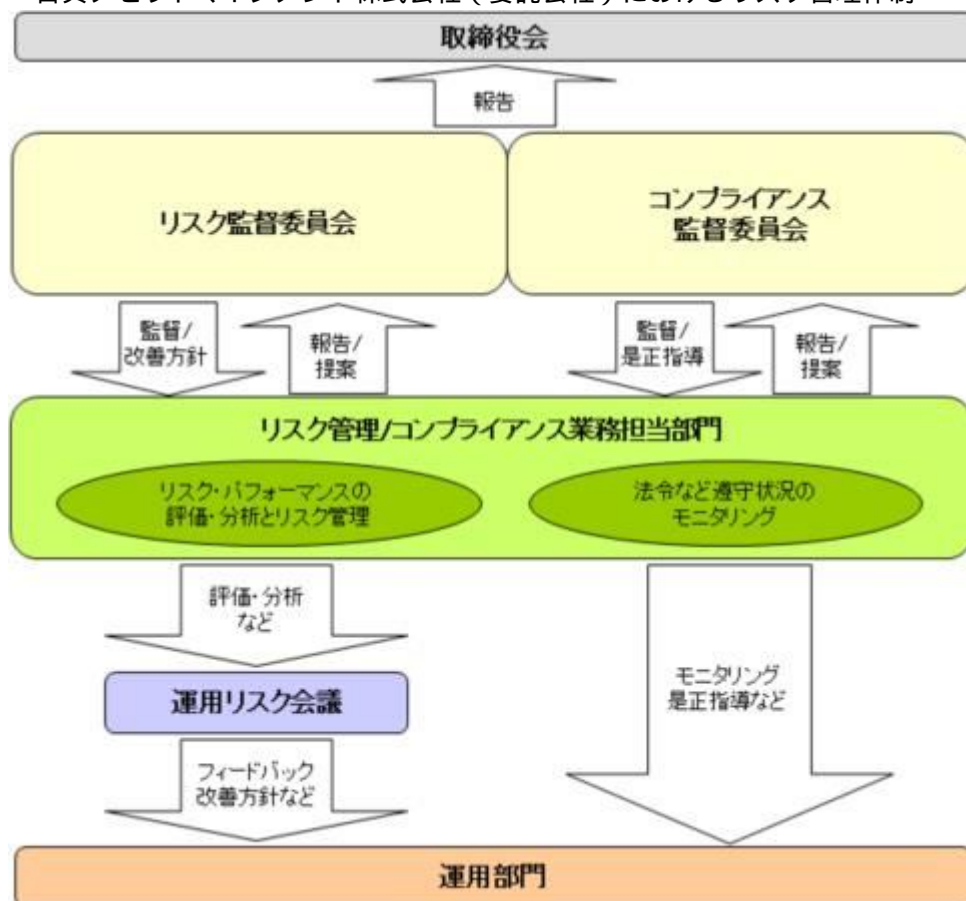 取締役会
報告
リスク監督委員会
コンプライアンス
監督委員会
監督/
改善方針
報告/
提案
監督/
是正指導
報告/
提案
リスク管理/コンプライアンス業務担当部門
リスク・パフォーマンスの
評価・分析とリスク管理
法令など遵守状況の
モニタリング
評価・分析
など
運用リスク会議
モニタリング
是正指導など
フィードバック
改善方針など
運用部門